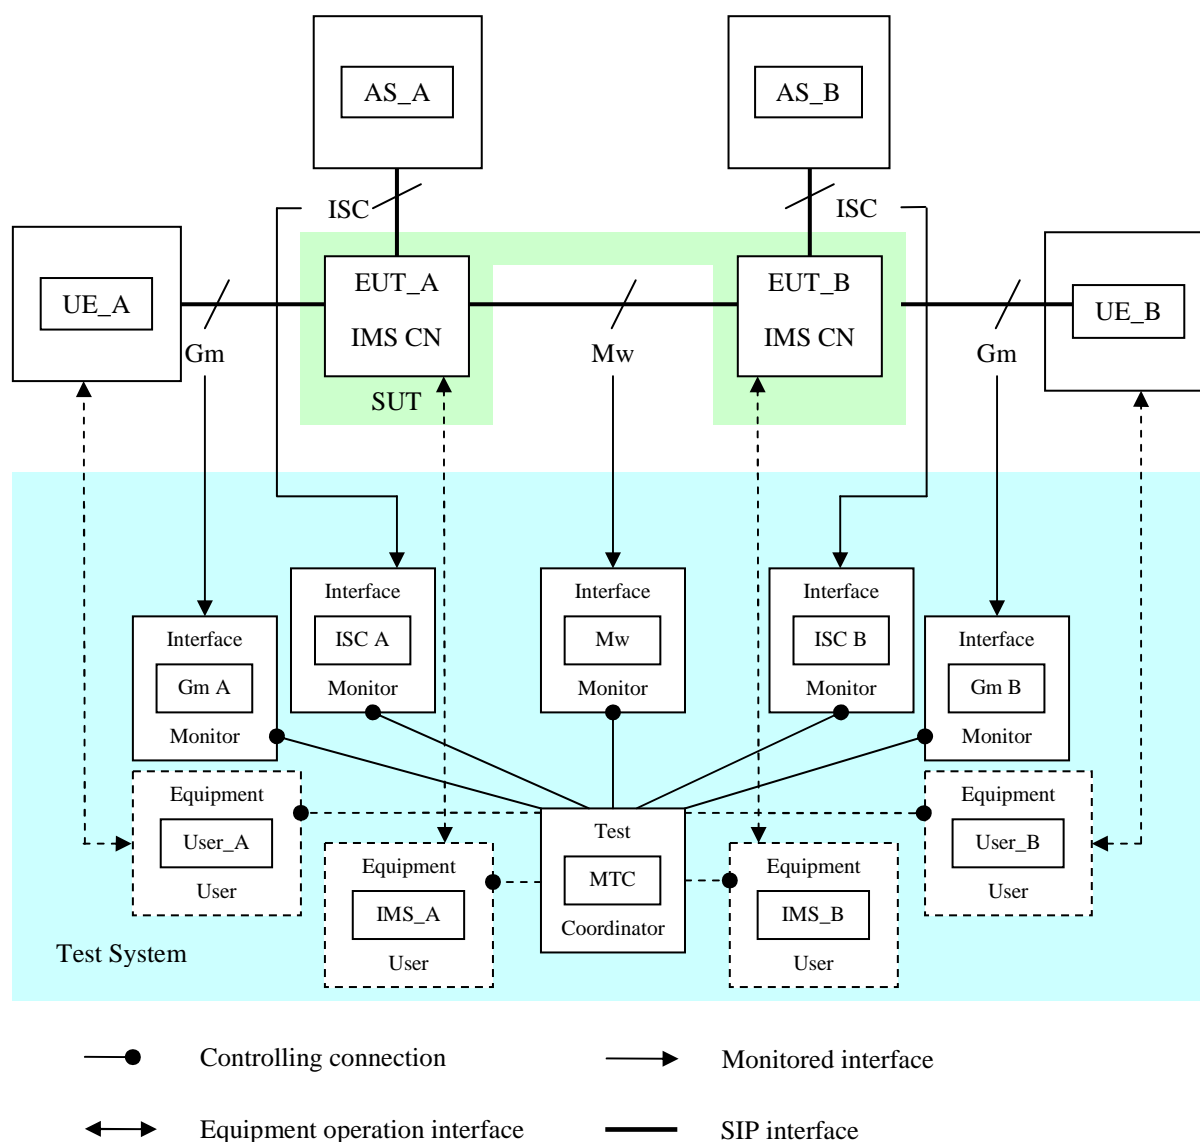 AS_A
AS_B
ISC
ISC
UE_A
EUT_A
IMS CN
EUT_B
IMS CN
UE_B
Gm
Mw
Gm
SUT
Interface
ISC A
Monitor
Interface
Mw
Monitor
Interface
ISC B
Monitor
Interface
Gm A
Monitor
Interface
Gm B
Monitor
Equipment
User_A
User
Equipment
User_B
User
Test
MTC
Coordinator
Equipment
IMS_A
User
Equipment
IMS_B
User
Test System
Controlling connection
Monitored interface
Equipment operation interface
SIP interface